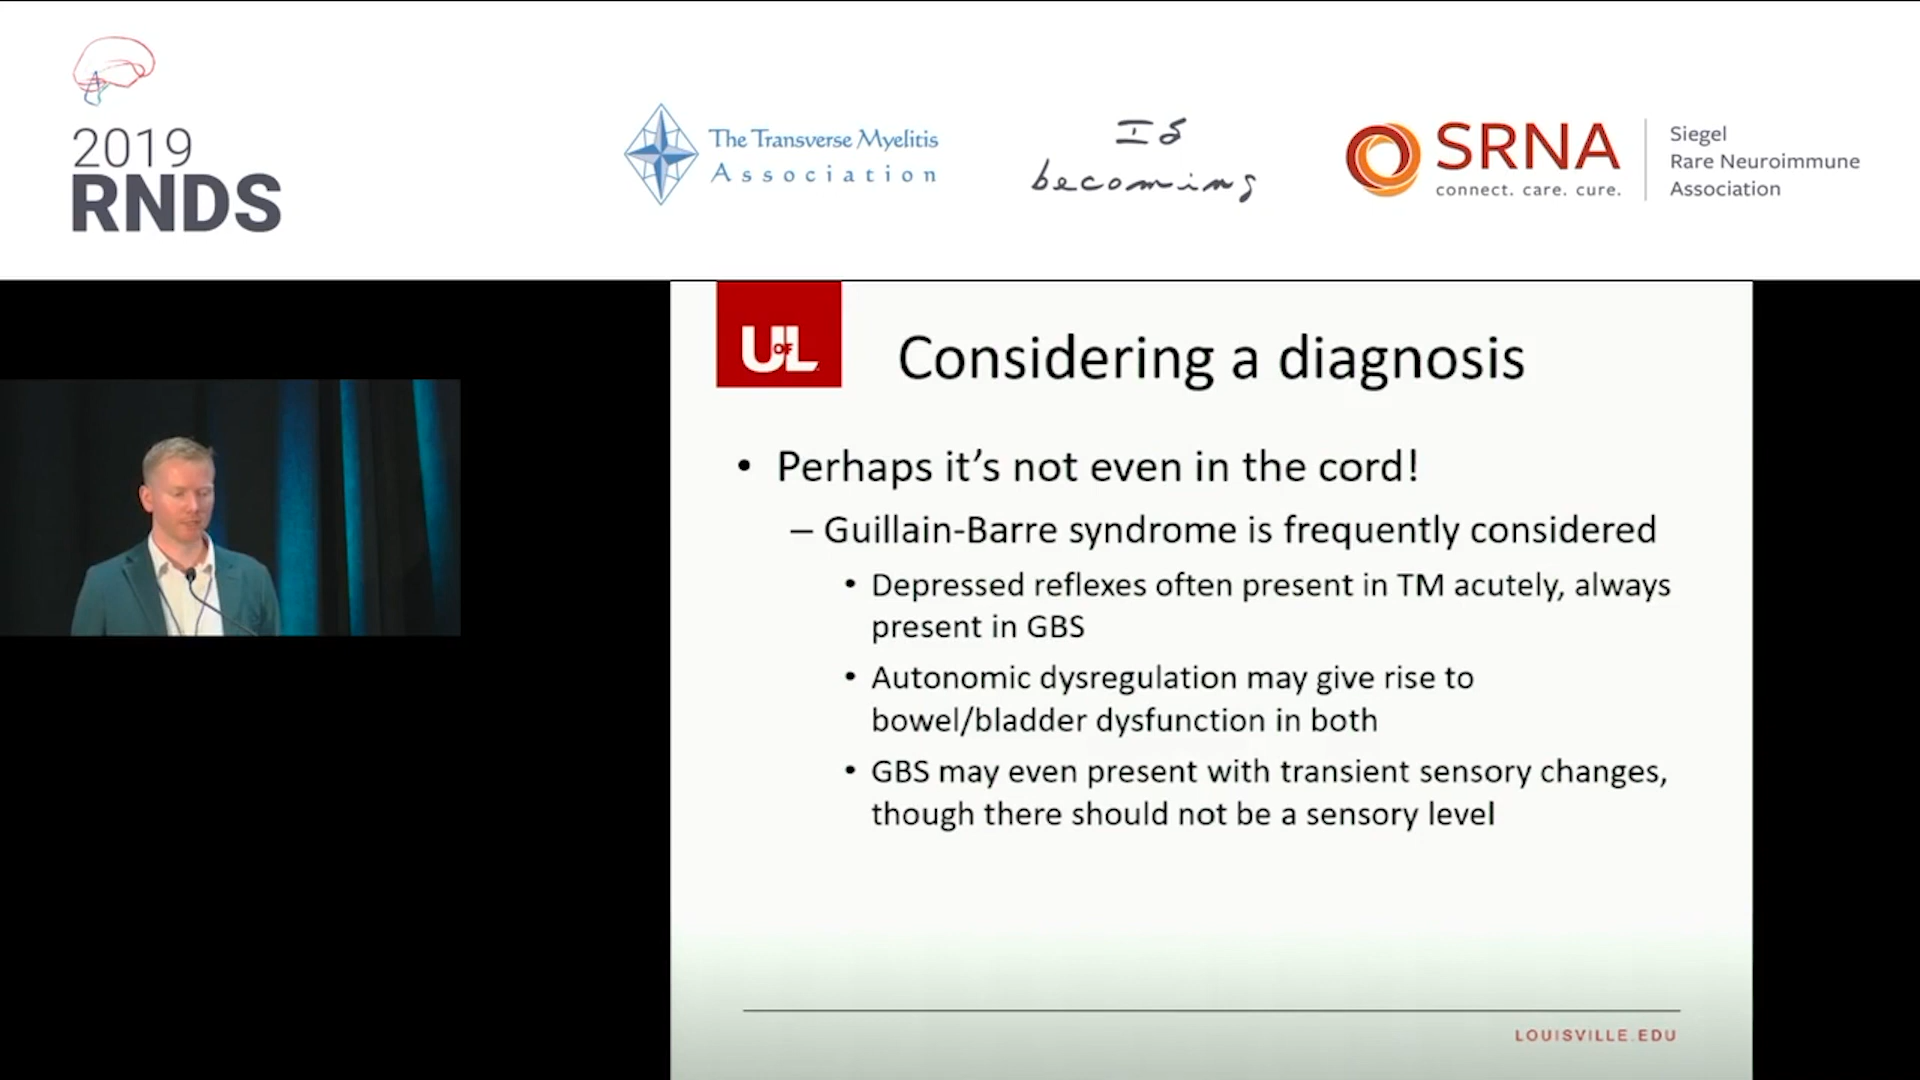 2019
RNDS
The Transverse Myelitis
Association
Is
becoming
SRNA
connect. care. cure.
Siegel
Rare Neuroimmune
Association
UofL
Considering a diagnosis
• Perhaps it’s not even in the cord!
– Guillain-Barre syndrome is frequently considered
• Depressed reflexes often present in TM acutely, always
present in GBS
• Autonomic dysregulation may give rise to
bowel/bladder dysfunction in both
• GBS may even present with transient sensory changes,
though there should not be a sensory level
LOUISVILLE.EDU